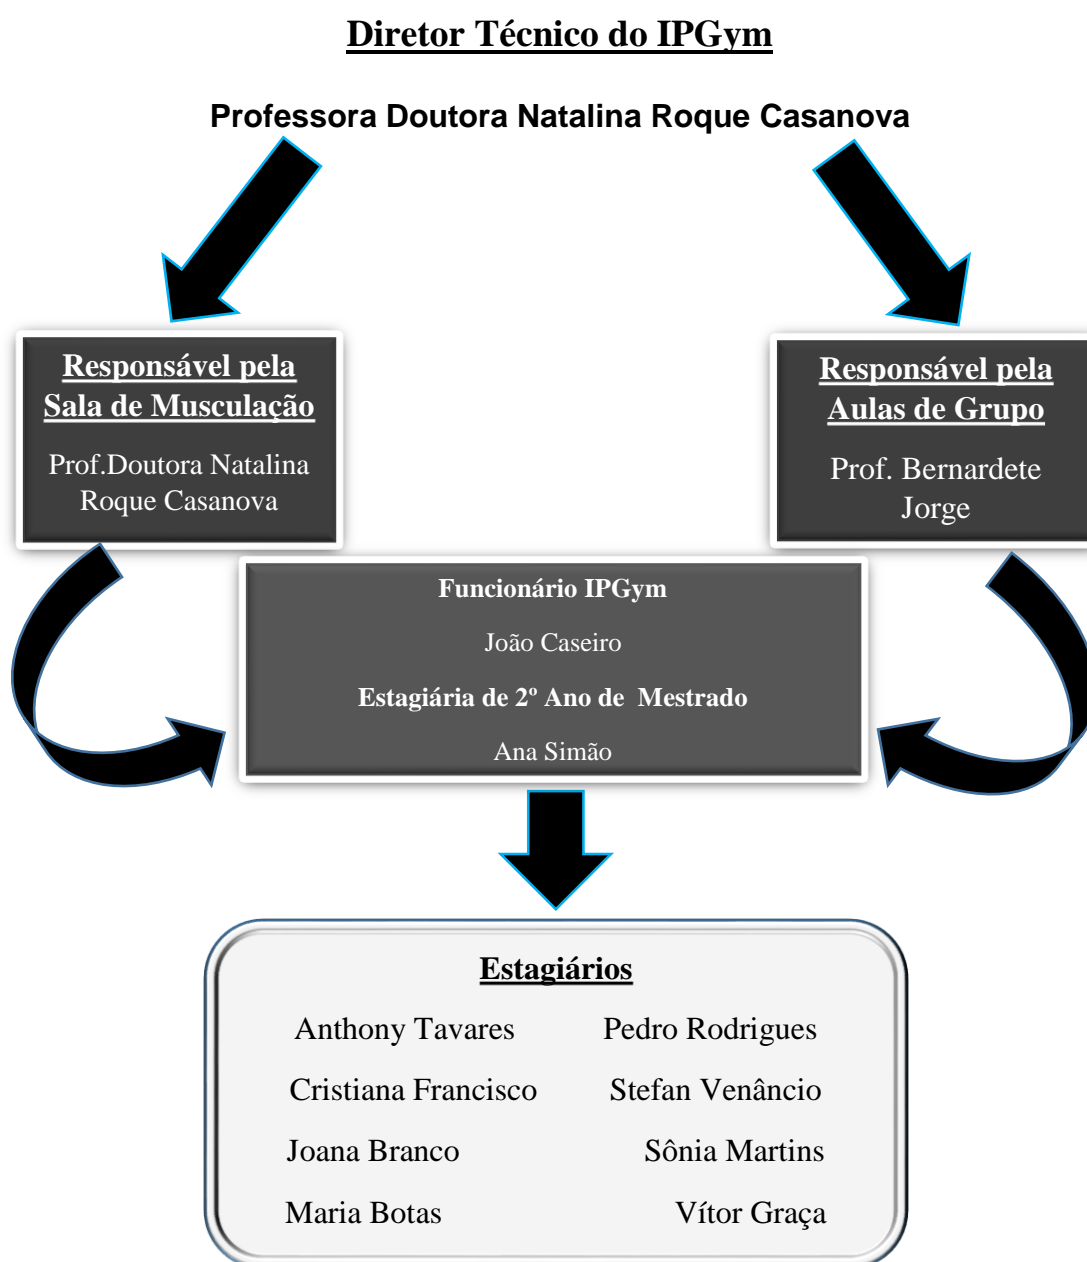 Diretor Técnico do IPGym
Professora Doutora Natalina Roque Casanova
Responsável pela
Sala de Musculação
Prof.Doutora Natalina
Roque Casanova
Responsável pela
Aulas de Grupo
Prof. Bernardete
Jorge
Funcionário IPGym
João Caseiro
Estagiária de 2º Ano de Mestrado
Ana Simão
Estagiários
Anthony Tavares Pedro Rodrigues
Cristiana Francisco Stefan Venâncio
Joana Branco Sônia Martins
Maria Botas Vítor Graça